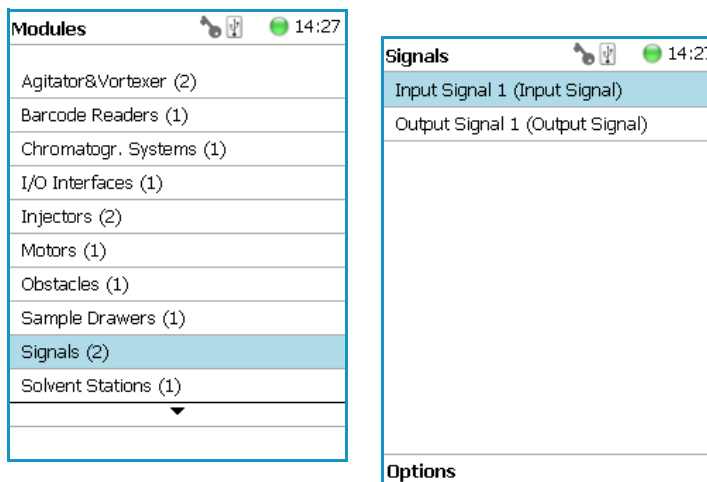 Modules 14:27
Agitator&Vortexer (2)
Barcode Readers (1)
Chromatogr. Systems (1)
I/O Interfaces (1)
Injectors (2)
Motors (1)
Obstacles (1)
Sample Drawers (1)
Signals (2)
Solvent Stations (1)
Signals 14:27
Input Signal 1 (Input Signal)
Output Signal 1 (Output Signal)
Options